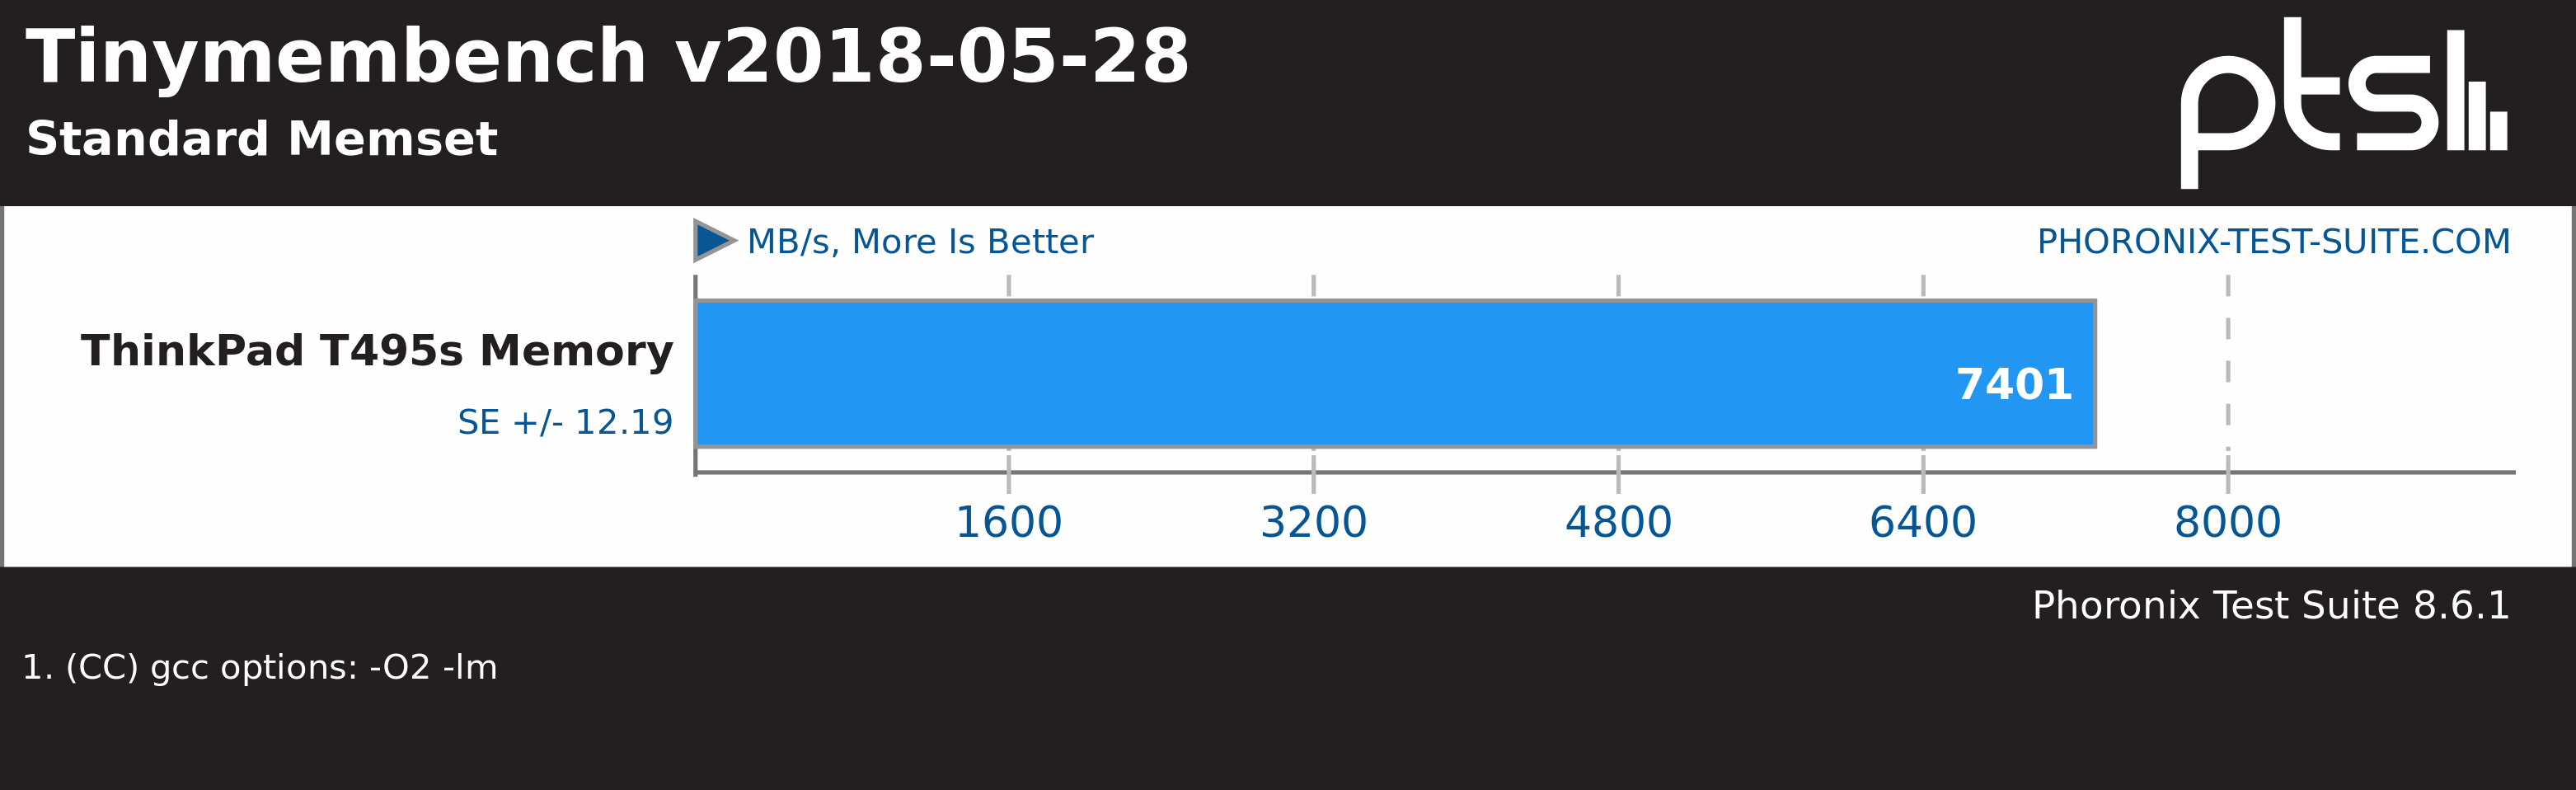 Tinymembench v2018-05-28
Standard Memset
ptsl
MB/s, More Is Better
PHORONIX-TEST-SUITE.COM
ThinkPad T495s Memory
SE +/- 12.19
7401
1600 3200 4800 6400 8000
Phoronix Test Suite 8.6.1
1. (CC) gcc options: -O2 -lm